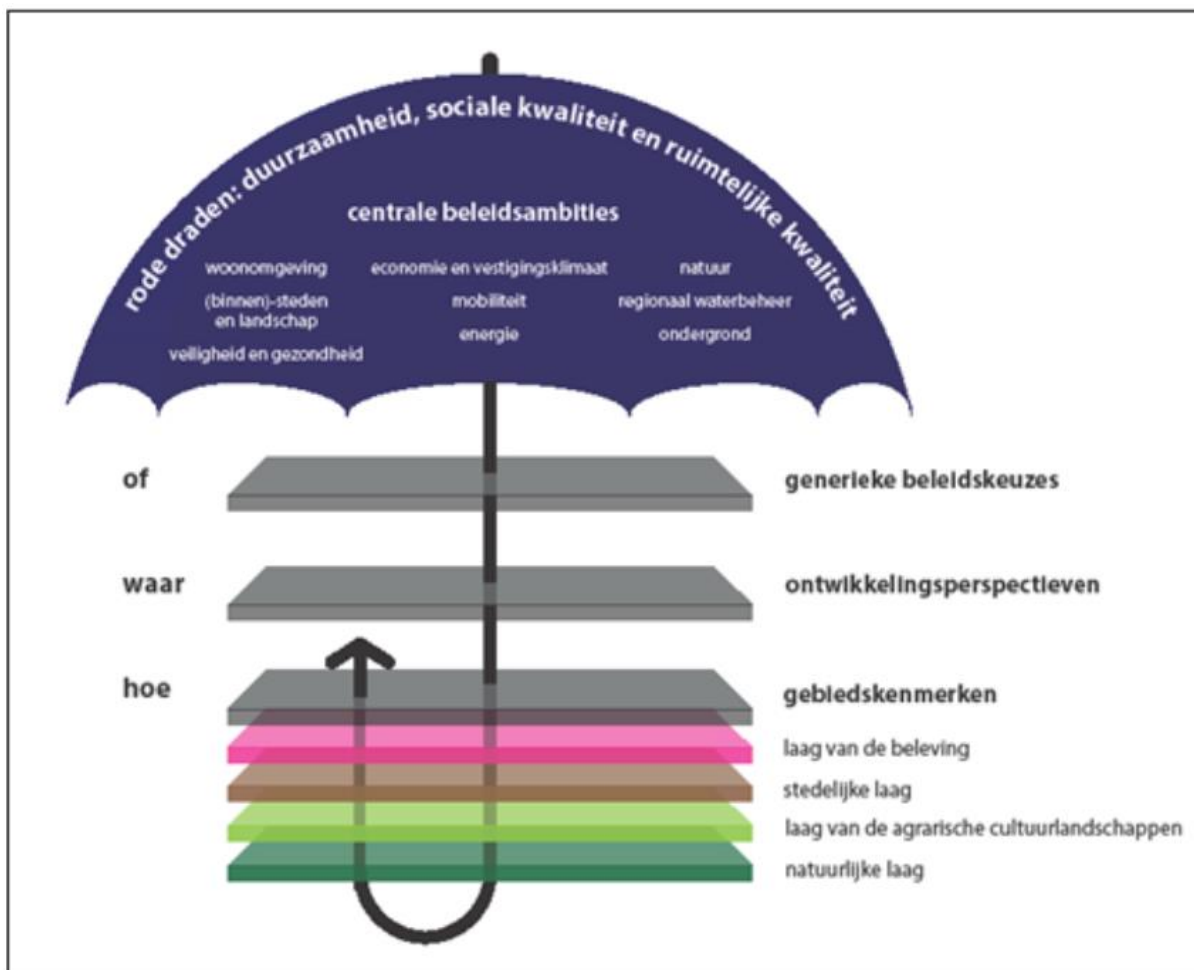 rode draden: duurzaamheid, sociale kwaliteit en ruimtelijke kwaliteit
centrale beleidsambities
woonomgeving
(binnen)-steden
en landschap
veiligheid en gezondheid
economie en vestigingsklimaat
mobiliteit
energie
natuur
regionaal waterbeheer
ondergrond
of
generieke beleidskeuzes
waar
ontwikkelingsperspectieven
hoe
gebiedskenmerken
laag van de beleving
stedelijke laag
laag van de agrarische cultuurlandschappen
natuurlijke laag